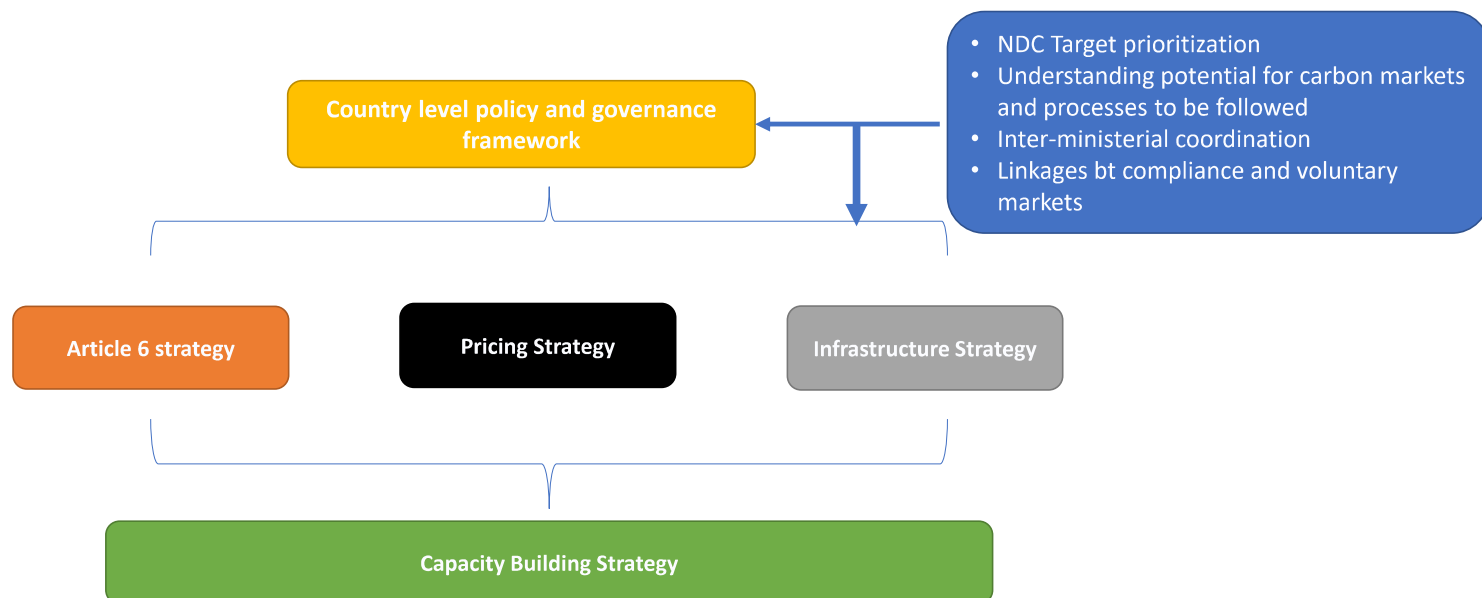 • NDC Target prioritization
• Understanding potential for carbon markets
and processes to be followed
• Inter-ministerial coordination
• Linkages bt compliance and voluntary
markets
Country level policy and governance
framework
Article 6 strategy
Pricing Strategy
Infrastructure Strategy
Capacity Building Strategy